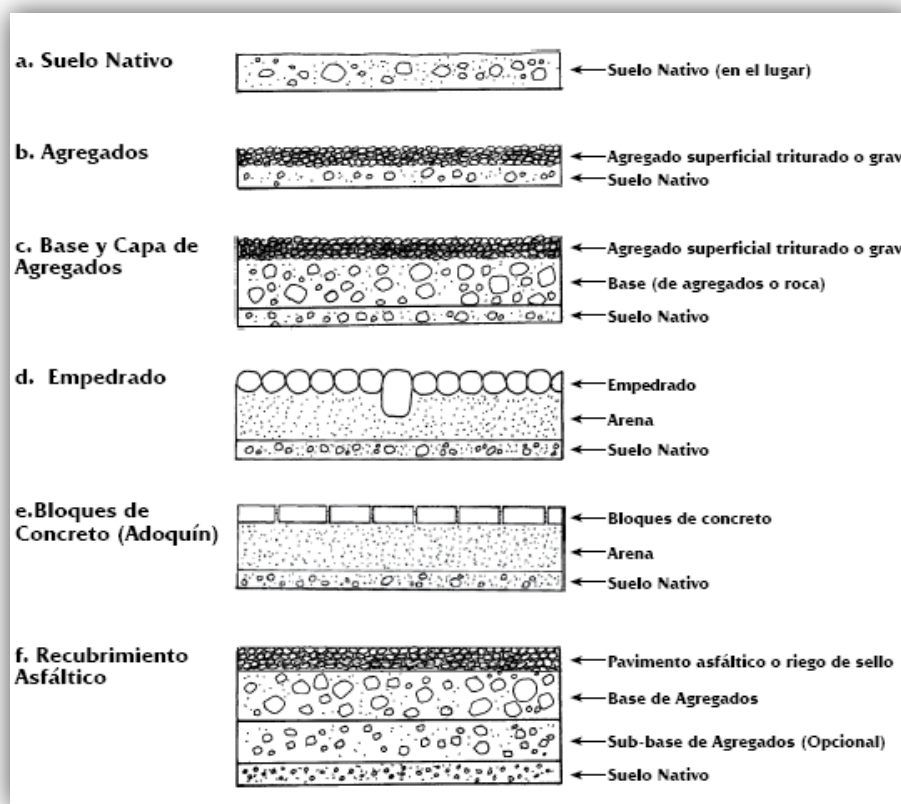 a. Suelo Nativo
Suelo Nativo (en el lugar)
b. Agregados
Agregado superficial triturado o grav
Suelo Nativo
c. Base y Capa de
Agregados
Agregado superficial triturado o grav
Base (de agregados o roca)
Suelo Nativo
d. Empedrado
Empedrado
Arena
Suelo Nativo
e.Bloques de
Concreto (Adoquín)
Bloques de concreto
Arena
Suelo Nativo
f. Recubrimiento
Asfáltico
Pavimento asfáltico o riego de sello
Base de Agregados
Sub-base de Agregados (Opcional)
Suelo Nativo